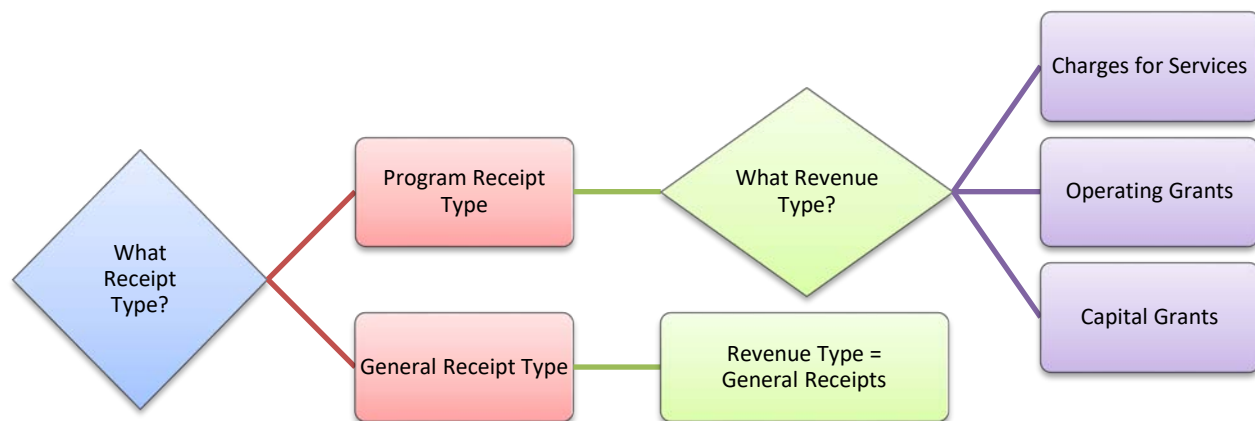 What
Receipt
Type?
Program Receipt
Type
General Receipt Type
What Revenue
Type?
Revenue Type =
General Receipts
Charges for Services
Operating Grants
Capital Grants